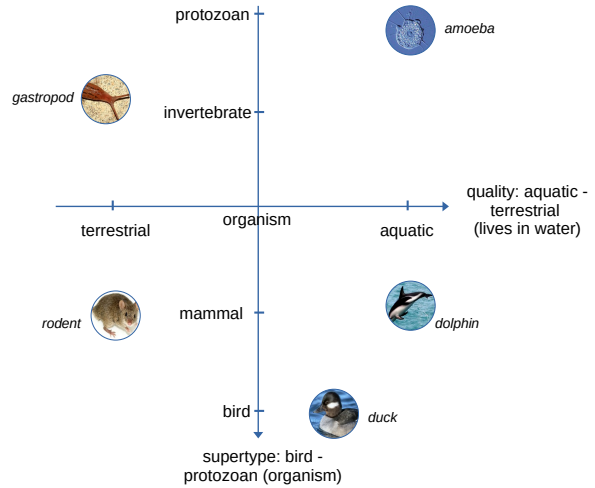 protozoan
amoeba
gastropod
invertebrate
quality: aquatic -
terrestrial
(lives in water)
organism
terrestrial
aquatic
mammal
rodent
dolphin
bird
duck
supertype: bird -
protozoan (organism)